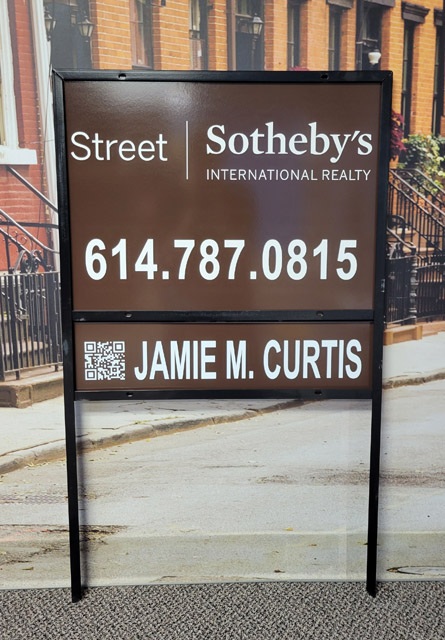 Street | Sotheby's
INTERNATIONAL REALTY
614.787.0815
JAMIE M. CURTIS